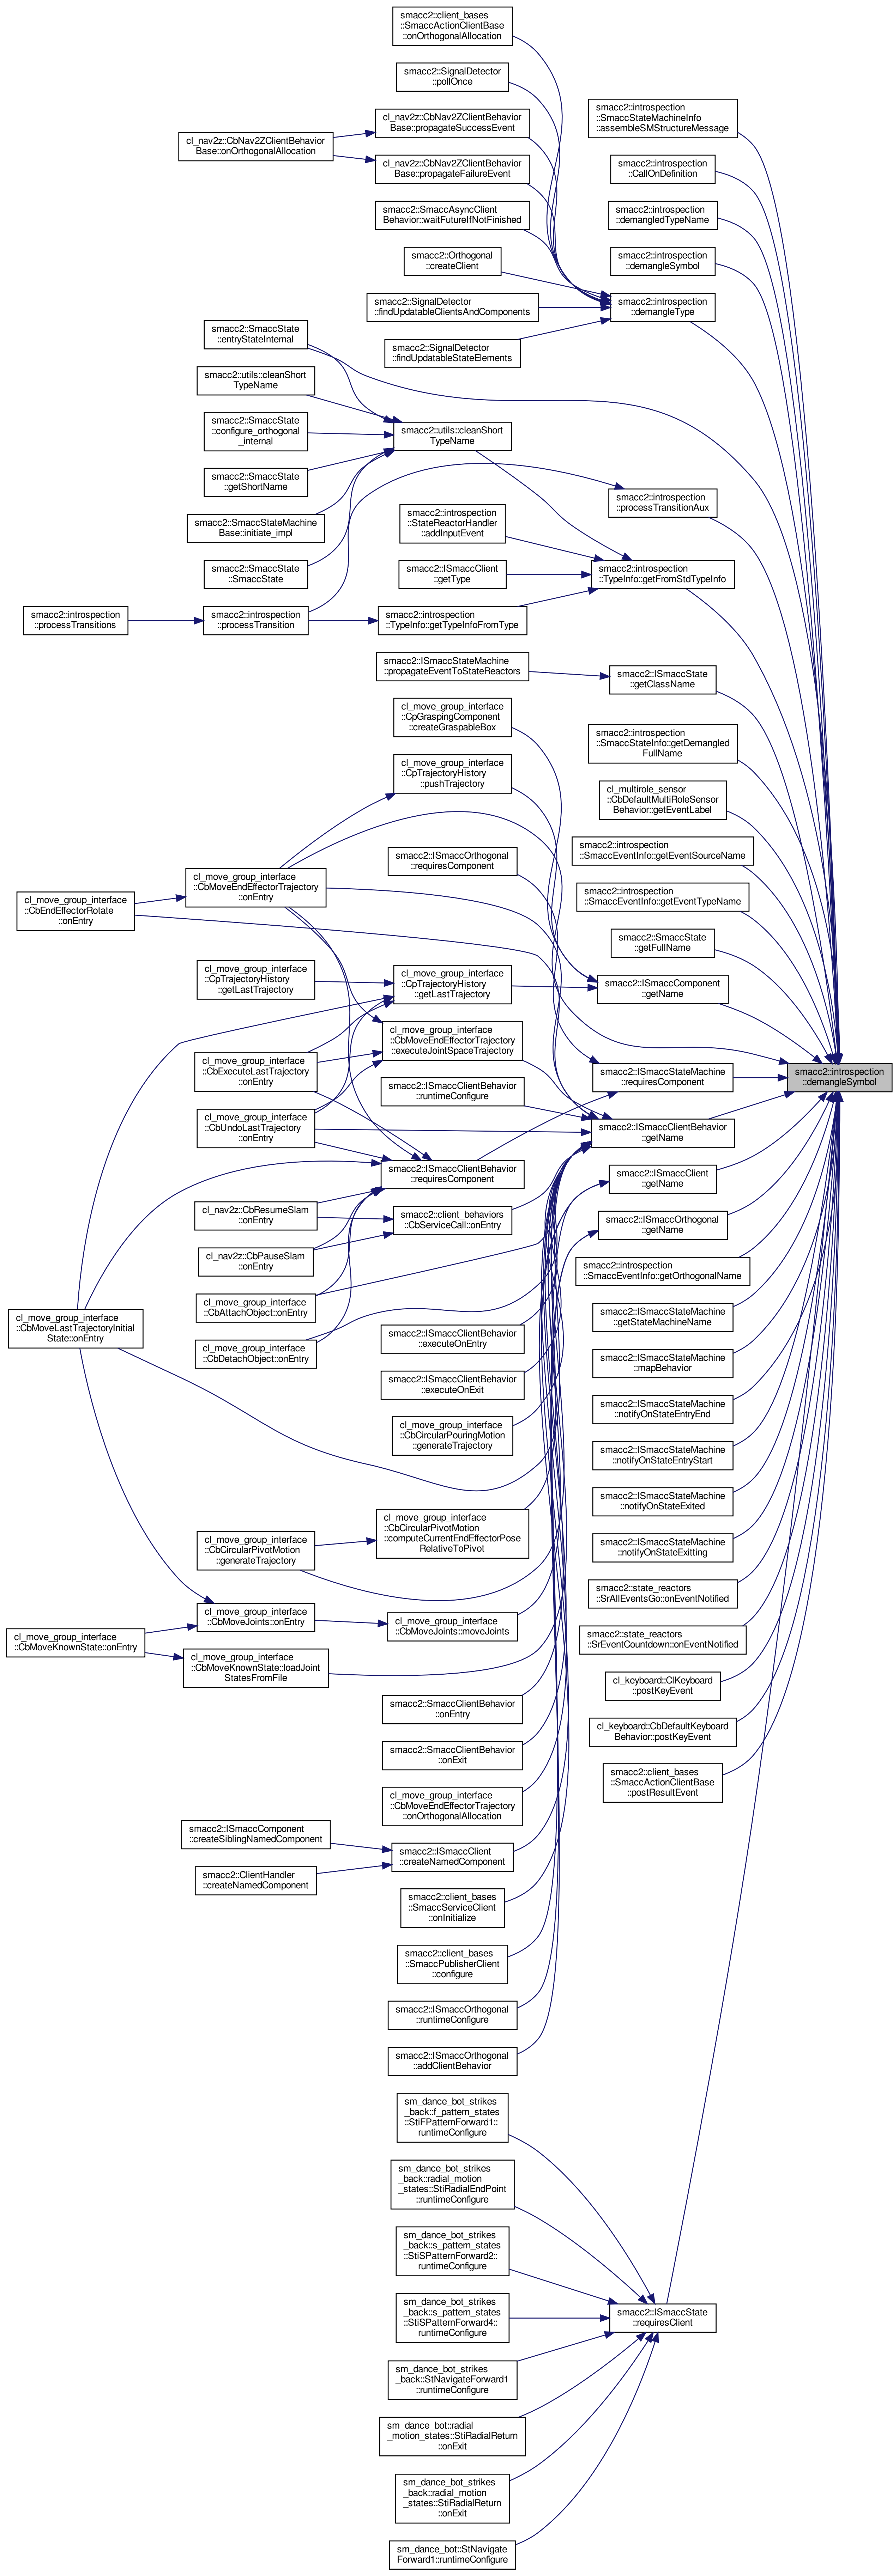 smacc2::client_bases
::SmaccActionClientBase
::onOrthogonalAllocation
smacc2::SignalDetector
::pollOnce
smacc2::introspection
::SmaccStateMachineInfo
::assembleSMStructureMessage
cl_nav2z::CbNav2ZClientBehavior
Base::propagateSuccessEvent
cl_nav2z::CbNav2ZClientBehavior
Base::onOrthogonalAllocation
cl_nav2z::CbNav2ZClientBehavior
Base::propagateFailureEvent
smacc2::introspection
::CallOnDefinition
smacc2::SmaccAsyncClient
Behavior::waitFutureIfNotFinished
smacc2::introspection
::demangledTypeName
smacc2::Orthogonal
::createClient
smacc2::introspection
::demangleSymbol
smacc2::SignalDetector
::findUpdatableClientsAndComponents
smacc2::introspection
::demangleType
smacc2::SmaccState
::entryStateInternal
smacc2::SignalDetector
::findUpdatableStateElements
smacc2::utils::cleanShort
TypeName
smacc2::SmaccState
::configure_orthogonal
_internal
smacc2::utils::cleanShort
TypeName
smacc2::SmaccState
::getShortName
smacc2::introspection
::processTransitionAux
smacc2::SmaccStateMachine
Base::initiate_impl
smacc2::introspection
::StateReactorHandler
::addInputEvent
smacc2::SmaccState
::SmaccState
smacc2::ISmaccClient
::getType
smacc2::introspection
::TypeInfo::getFromStdTypeInfo
smacc2::introspection
::processTransitions
smacc2::introspection
::processTransition
smacc2::introspection
::TypeInfo::getTypeInfoFromType
smacc2::ISmaccStateMachine
::propagateEventToStateReactors
smacc2::ISmaccState
::getClassName
cl_move_group_interface
::CpGraspingComponent
::createGraspableBox
smacc2::introspection
::SmaccStateInfo::getDemangled
FullName
cl_move_group_interface
::CpTrajectoryHistory
::pushTrajectory
cl_multirole_sensor
::CbDefaultMultiRoleSensor
Behavior::getEventLabel
smacc2::ISmaccOrthogonal
::requiresComponent
smacc2::introspection
::SmaccEventInfo::getEventSourceName
cl_move_group_interface
::CbMoveEndEffectorTrajectory
::onEntry
cl_move_group_interface
::CbEndEffectorRotate
::onEntry
smacc2::introspection
::SmaccEventInfo::getEventTypeName
smacc2::SmaccState
::getFullName
cl_move_group_interface
::CpTrajectoryHistory
::getLastTrajectory
cl_move_group_interface
::CpTrajectoryHistory
::getLastTrajectory
smacc2::ISmaccComponent
::getName
cl_move_group_interface
::CbMoveEndEffectorTrajectory
::executeJointSpaceTrajectory
cl_move_group_interface
::CbExecuteLastTrajectory
::onEntry
smacc2::ISmaccStateMachine
::requiresComponent
smacc2::introspection
::demangleSymbol
smacc2::ISmaccClientBehavior
::runtimeConfigure
cl_move_group_interface
::CbUndoLastTrajectory
::onEntry
smacc2::ISmaccClientBehavior
::getName
smacc2::ISmaccClientBehavior
::requiresComponent
smacc2::ISmaccClient
::getName
cl_nav2z::CbResumeSlam
::onEntry
smacc2::client_behaviors
::CbServiceCall::onEntry
smacc2::ISmaccOrthogonal
::getName
cl_nav2z::CbPauseSlam
::onEntry
smacc2::introspection
::SmaccEventInfo::getOrthogonalName
cl_move_group_interface
::CbAttachObject::onEntry
smacc2::ISmaccStateMachine
::getStateMachineName
cl_move_group_interface
::CbMoveLastTrajectoryInitial
State::onEntry
cl_move_group_interface
::CbDetachObject::onEntry
smacc2::ISmaccClientBehavior
::executeOnEntry
smacc2::ISmaccStateMachine
::mapBehavior
smacc2::ISmaccClientBehavior
::executeOnExit
smacc2::ISmaccStateMachine
::notifyOnStateEntryEnd
cl_move_group_interface
::CbCircularPouringMotion
::generateTrajectory
smacc2::ISmaccStateMachine
::notifyOnStateEntryStart
smacc2::ISmaccStateMachine
::notifyOnStateExited
cl_move_group_interface
::CbCircularPivotMotion
::computeCurrentEndEffectorPose
RelativeToPivot
cl_move_group_interface
::CbCircularPivotMotion
::generateTrajectory
smacc2::ISmaccStateMachine
::notifyOnStateExitting
smacc2::state_reactors
::SrAllEventsGo::onEventNotified
cl_move_group_interface
::CbMoveJoints::onEntry
cl_move_group_interface
::CbMoveJoints::moveJoints
cl_move_group_interface
::CbMoveKnownState::onEntry
smacc2::state_reactors
::SrEventCountdown::onEventNotified
cl_move_group_interface
::CbMoveKnownState::loadJoint
StatesFromFile
cl_keyboard::ClKeyboard
::postKeyEvent
smacc2::SmaccClientBehavior
::onEntry
cl_keyboard::CbDefaultKeyboard
Behavior::postKeyEvent
smacc2::SmaccClientBehavior
::onExit
smacc2::client_bases
::SmaccActionClientBase
::postResultEvent
cl_move_group_interface
::CbMoveEndEffectorTrajectory
::onOrthogonalAllocation
smacc2::ISmaccComponent
::createSiblingNamedComponent
smacc2::ISmaccClient
::createNamedComponent
smacc2::ClientHandler
::createNamedComponent
smacc2::client_bases
::SmaccServiceClient
::onInitialize
smacc2::client_bases
::SmaccPublisherClient
::configure
smacc2::ISmaccOrthogonal
::runtimeConfigure
smacc2::ISmaccOrthogonal
::addClientBehavior
sm_dance_bot_strikes
_back::f_pattern_states
::StiFPatternForward1::
runtimeConfigure
sm_dance_bot_strikes
_back::radial_motion
_states::StiRadialEndPoint
::runtimeConfigure
sm_dance_bot_strikes
_back::s_pattern_states
::StiSPatternForward2::
runtimeConfigure
sm_dance_bot_strikes
_back::s_pattern_states
::StiSPatternForward4::
runtimeConfigure
smacc2::ISmaccState
::requiresClient
sm_dance_bot_strikes
_back::StNavigateForward1
::runtimeConfigure
sm_dance_bot::radial
_motion_states::StiRadialReturn
::onExit
sm_dance_bot_strikes
_back::radial_motion
_states::StiRadialReturn
::onExit
sm_dance_bot::StNavigate
Forward1::runtimeConfigure